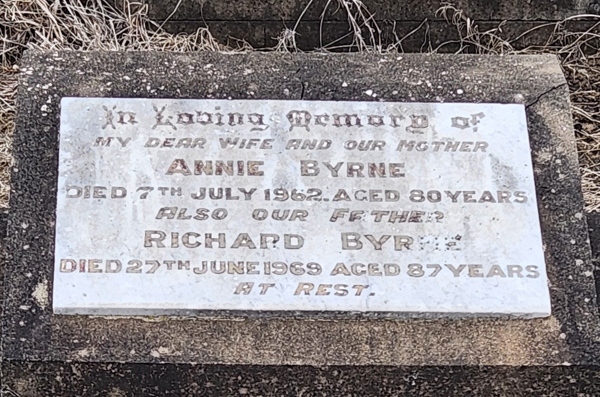 In Loving Memory of
MY DEAR WIFE AND OUR MOTHER
ANNIE BYRNE
DIED 7TH JULY 1962. AGED 80 YEARS
ALSO OUR FATHER
RICHARD BYRNE
DIED 27TH JUNE 1969 AGED 87 YEARS
AT REST.